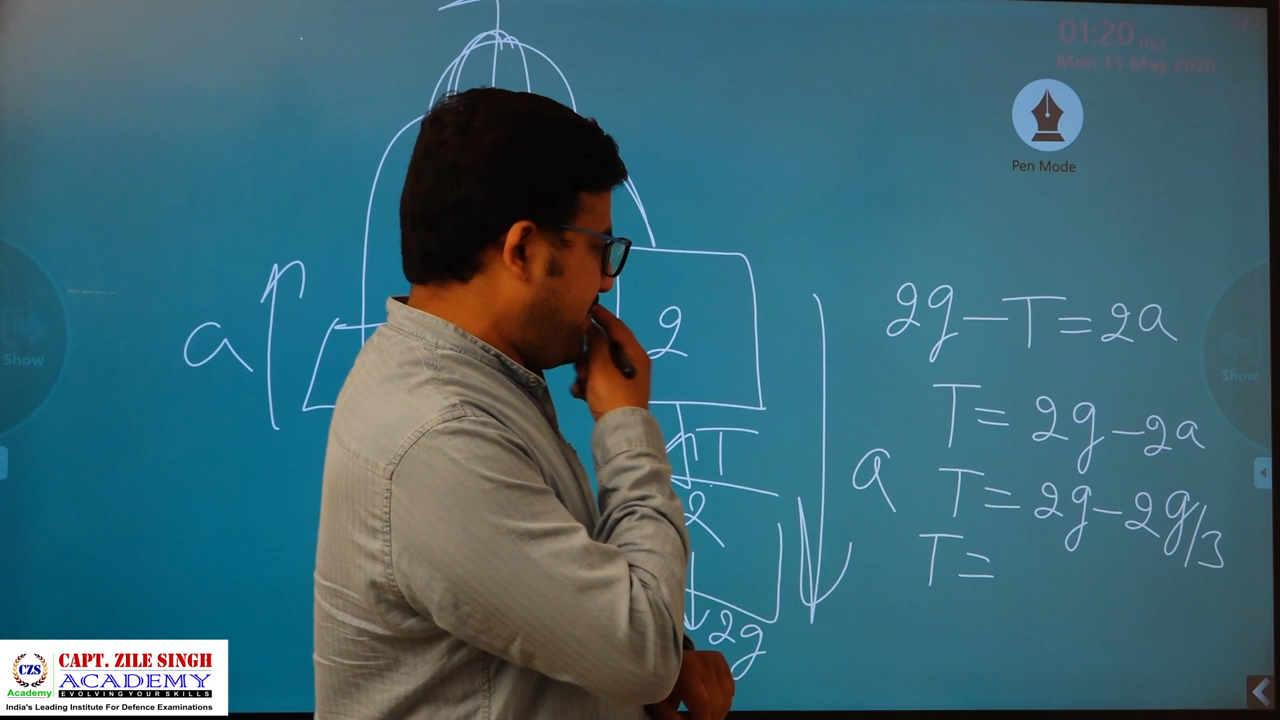 01:20 PM
Mon 11 May 2020
Pen Mode
Show
Show
a
2
2g – T = 2a
T = 2g – 2a
T
a
T = 2g – 2g/3
2
T =
2g
CZS
Academy
CAPT. ZILE SINGH
ACADEMY
EVOLVING YOUR SKILLS
India's Leading Institute For Defence Examinations